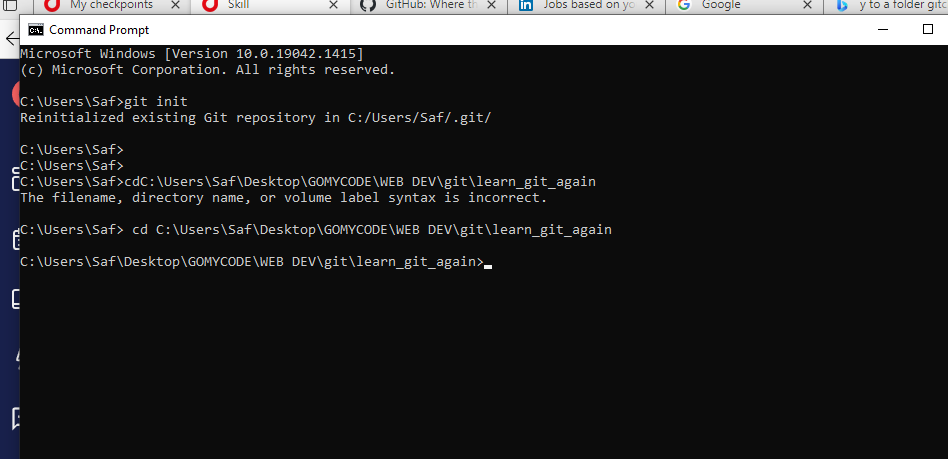 My checkpoints
Skill
GitHub: Where th
Jobs based on yo
Google
y to a folder gitc
Command Prompt
Microsoft Windows [Version 10.0.19042.1415]
(c) Microsoft Corporation. All rights reserved.
C:\Users\Saf>git init
Reinitialized existing Git repository in C:/Users/Saf/.git/
C:\Users\Saf>
C:\Users\Saf>
C:\Users\Saf>cdC:\Users\Saf\Desktop\GOMYCODE\WEB DEV\git\learn_git_again
The filename, directory name, or volume label syntax is incorrect.
C:\Users\Saf> cd C:\Users\Saf\Desktop\GOMYCODE\WEB DEV\git\learn_git_again
C:\Users\Saf\Desktop\GOMYCODE\WEB DEV\git\learn_git_again>